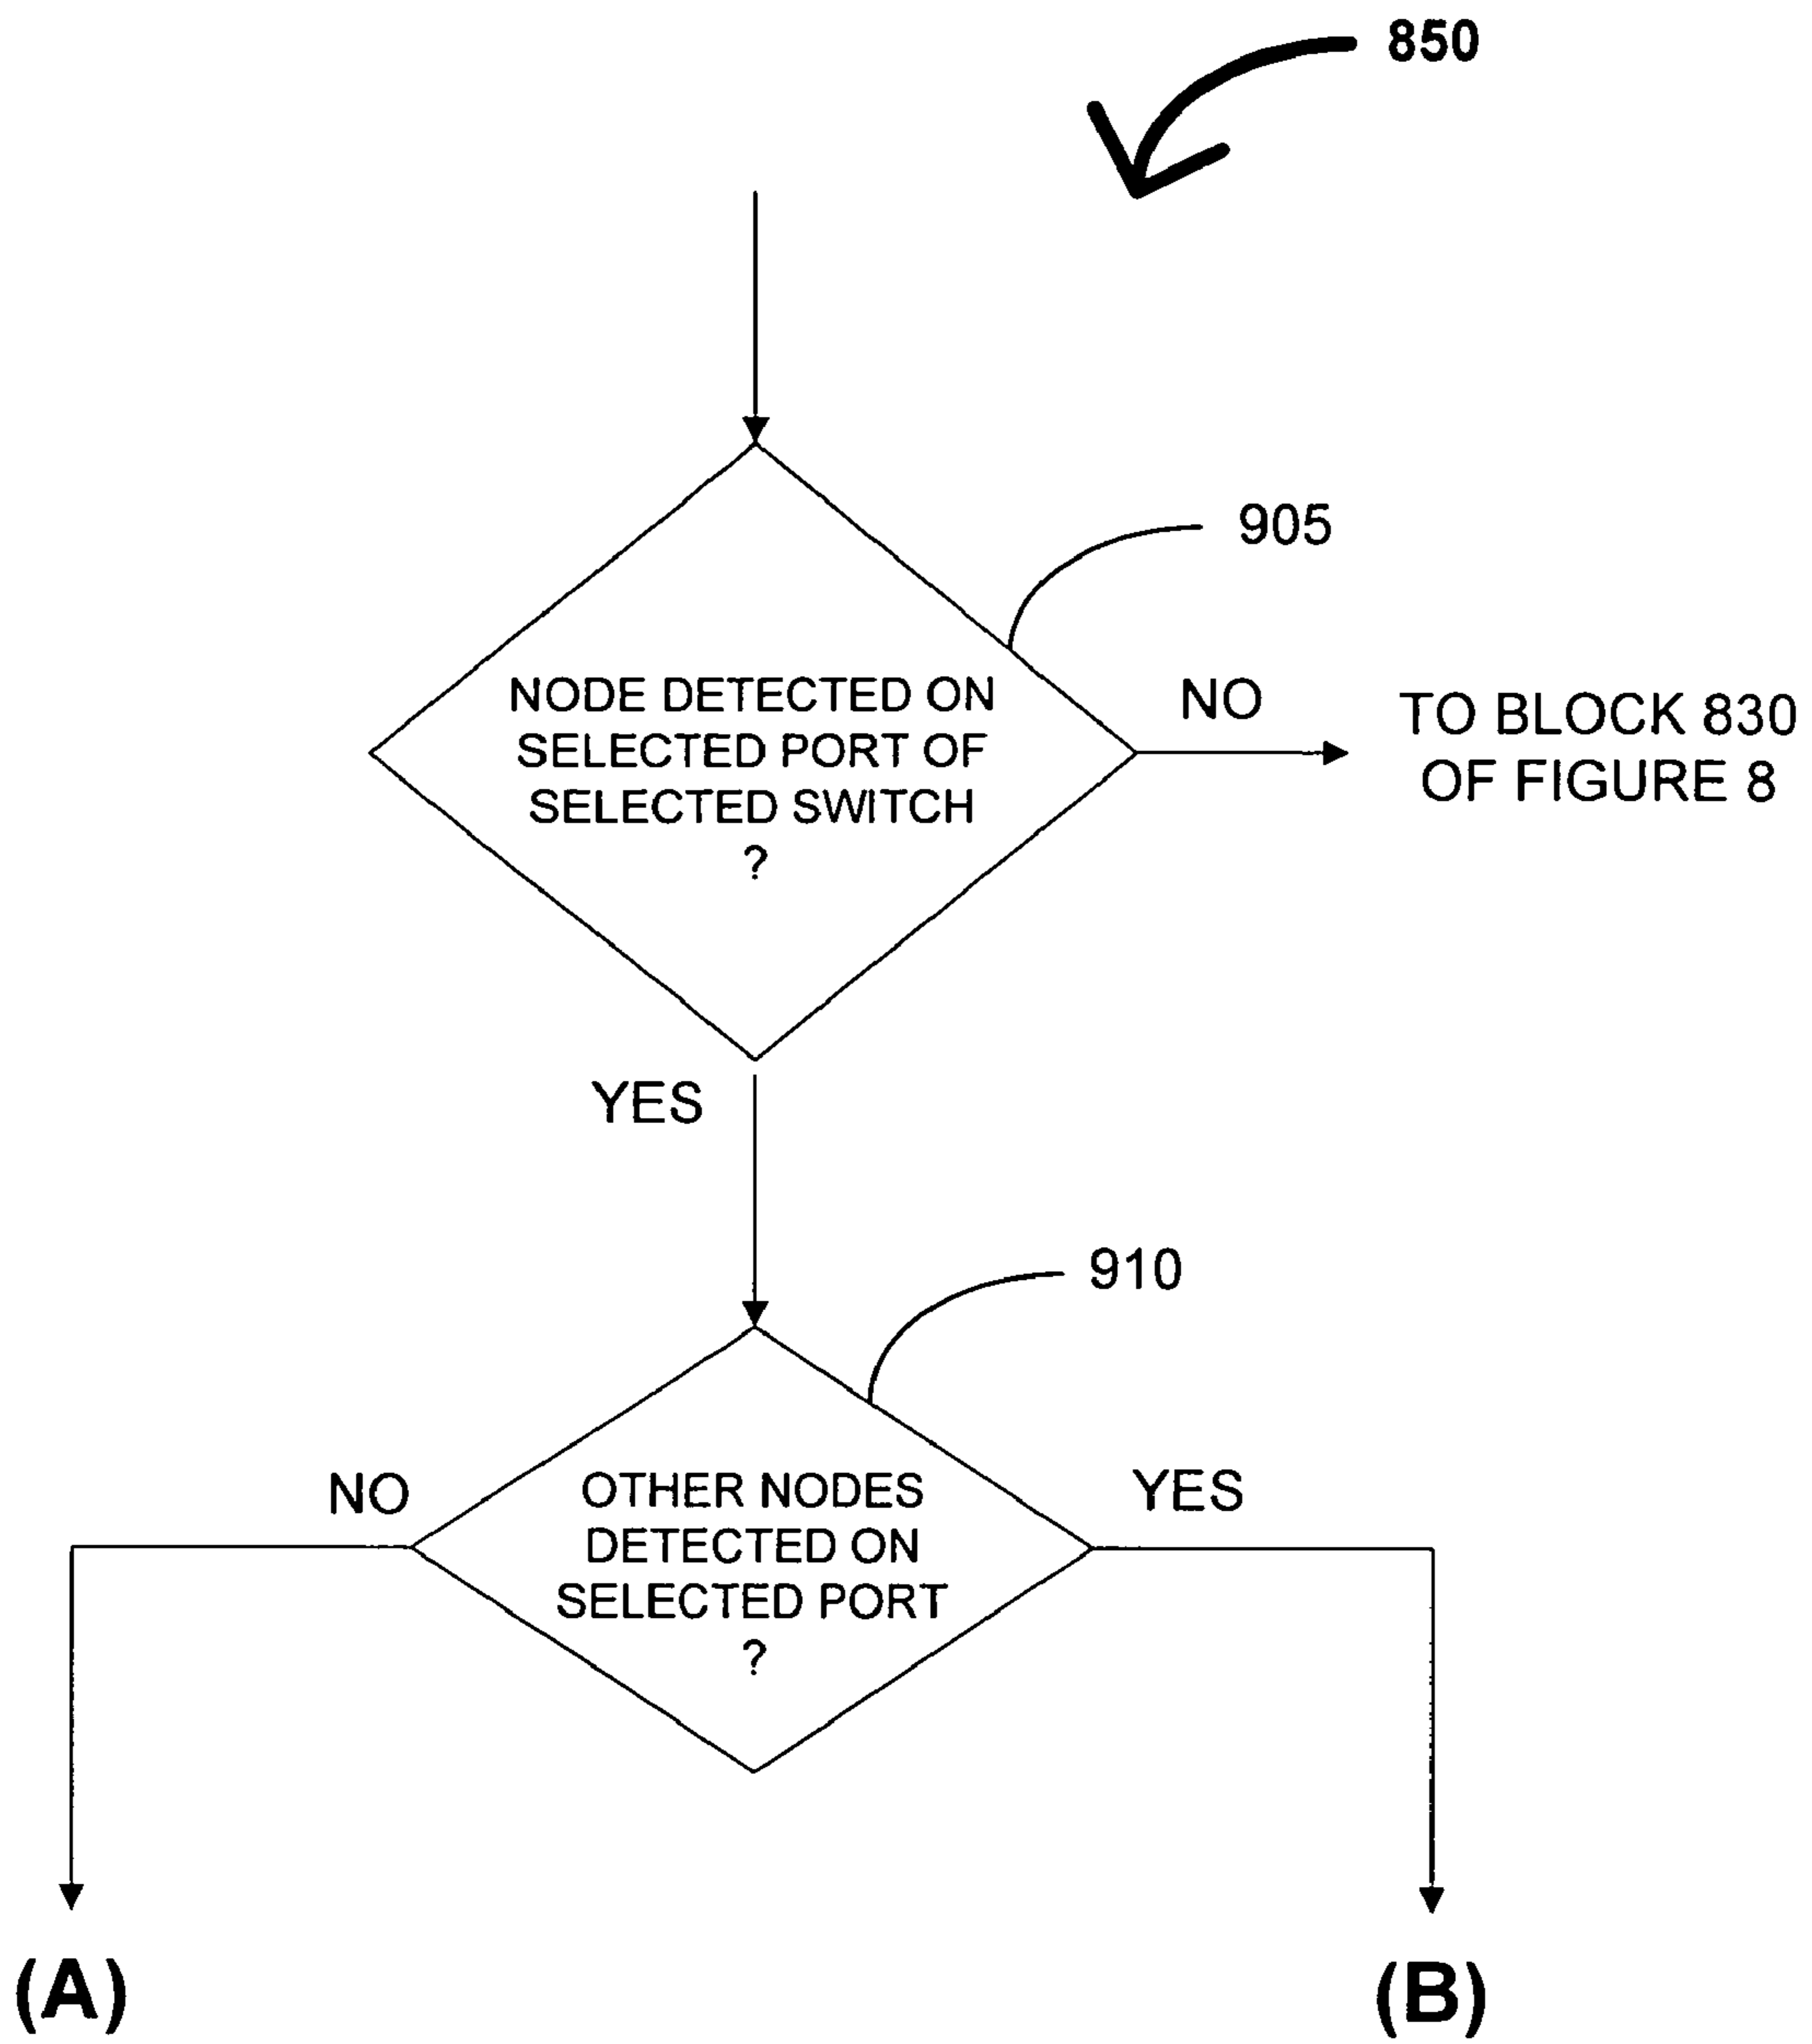 850
905
NODE DETECTED ON
SELECTED PORT OF
SELECTED SWITCH
?
NO
TO BLOCK 830
OF FIGURE 8
YES
910
NO
OTHER NODES
DETECTED ON
SELECTED PORT
?
YES
(A)
(B)